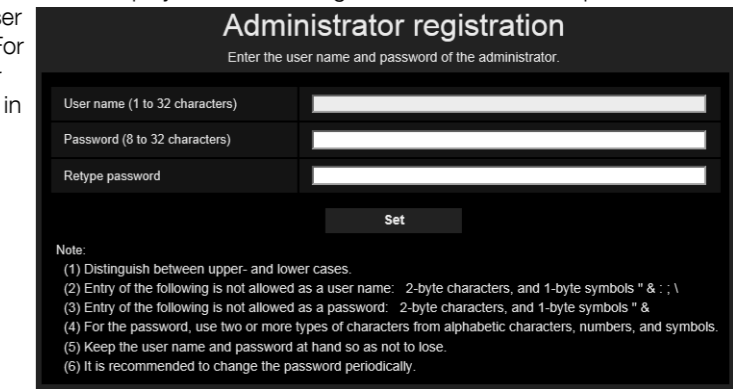 ser
For
in
Administrator registration
Enter the user name and password of the administrator.
User name (1 to 32 characters)
Password (8 to 32 characters)
Retype password
Set
Note:
(1) Distinguish between upper- and lower cases.
(2) Entry of the following is not allowed as a user name: 2-byte characters, and 1-byte symbols " & : ; \
(3) Entry of the following is not allowed as a password: 2-byte characters, and 1-byte symbols " &
(4) For the password, use two or more types of characters from alphabetic characters, numbers, and symbols.
(5) Keep the user name and password at hand so as not to lose.
(6) It is recommended to change the password periodically.